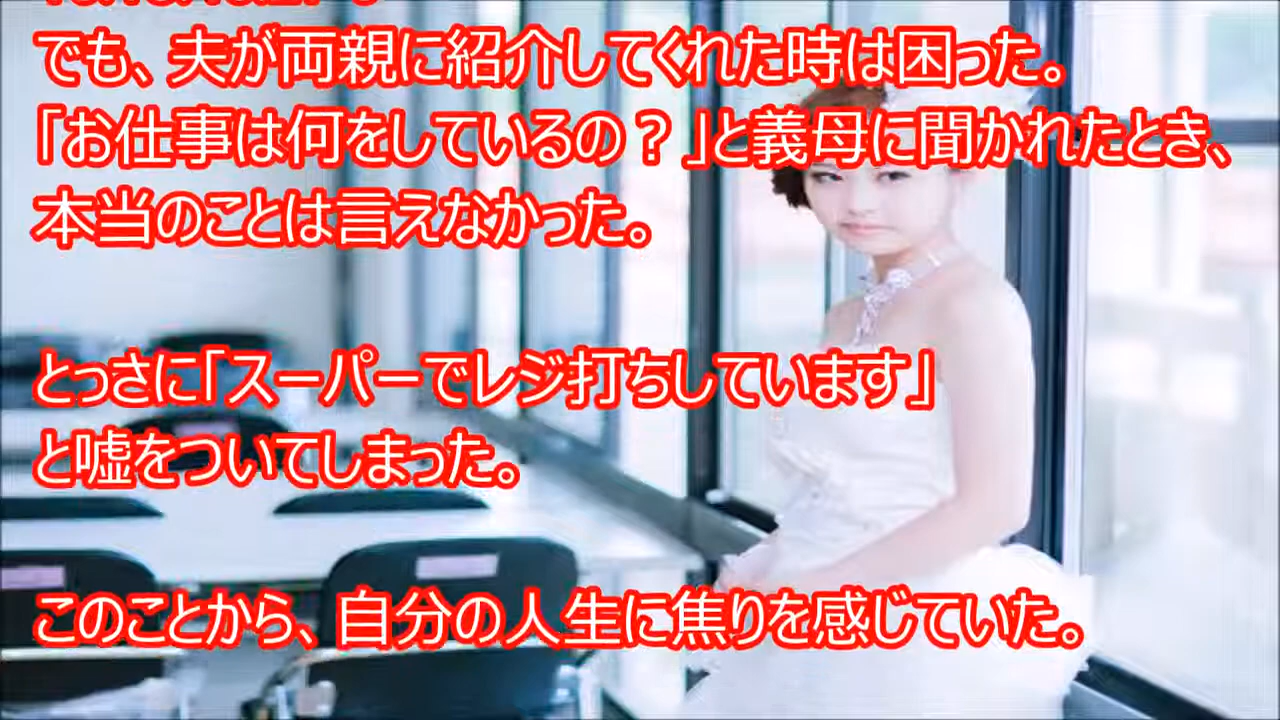 でも、夫が両親に紹介してくれた時は困った。
「お仕事は何をしているの？」と義母に聞かれたとき、
本当のことは言えなかった。
とっさに「スーパーでレジ打ちしています」
と嘘をついてしまった。
このことから、自分の人生に焦りを感じていた。